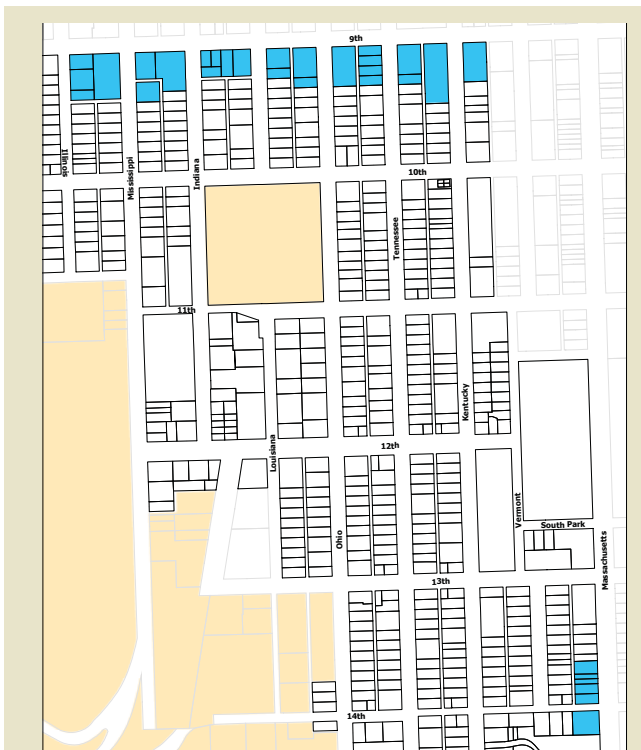 9th
Illinois
Mississippi
Indiana
10th
Tennessee
11th
Kentucky
12th
Louisiana
Ohio
Vermont
South Park
Massachusetts
13th
14th